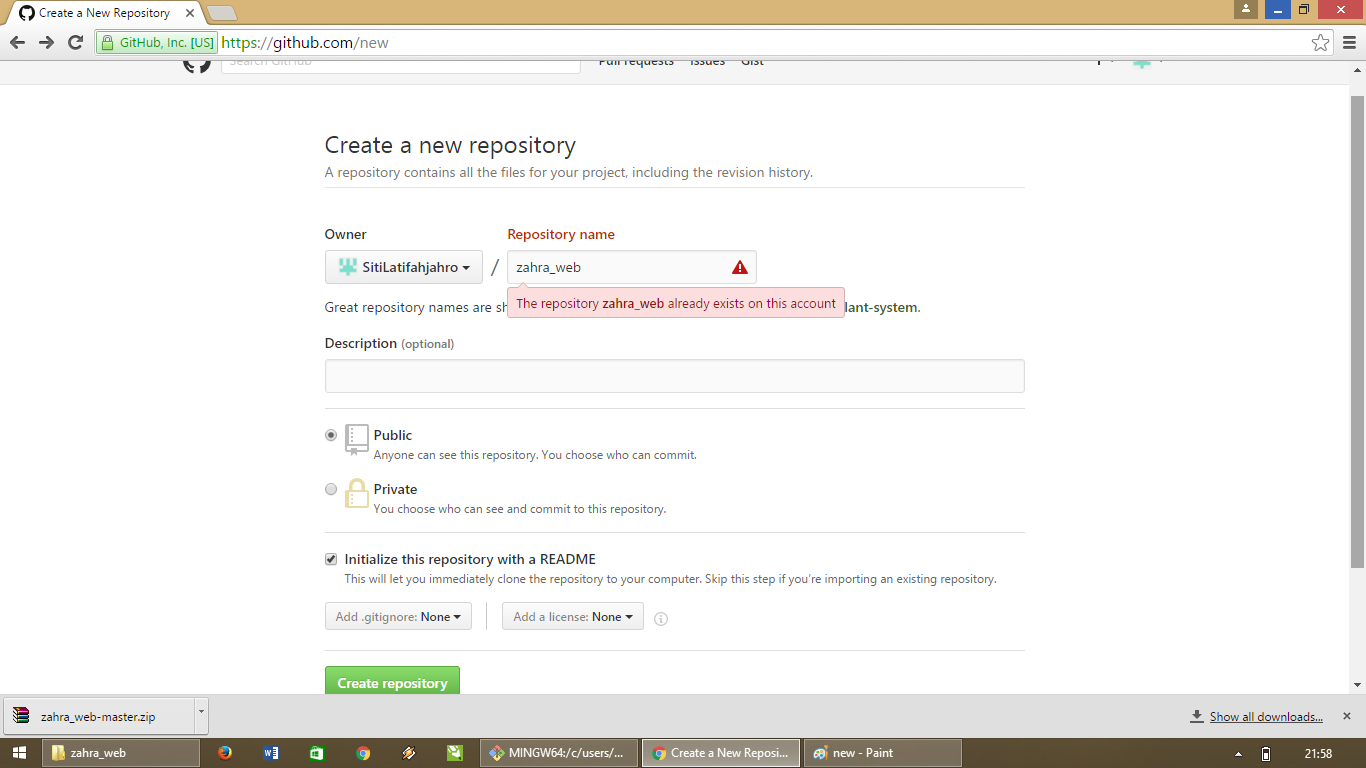 Create a New Repository
GitHub, Inc. [US] https://github.com/new
Search GitHub Pull requests Issues Gist
Create a new repository
A repository contains all the files for your project, including the revision history.
Owner Repository name
SitiLatifahjahro / zahra_web
The repository zahra_web already exists on this account
Great repository names are sh lant-system.
Description (optional)
Public
Anyone can see this repository. You choose who can commit.
Private
You choose who can see and commit to this repository.
Initialize this repository with a README
This will let you immediately clone the repository to your computer. Skip this step if you're importing an existing repository.
Add .gitignore: None Add a license: None
Create repository
zahra_web-master.zip Show all downloads...
zahra_web MINGW64:/c/users/... Create a New Reposi... new - Paint 21:58